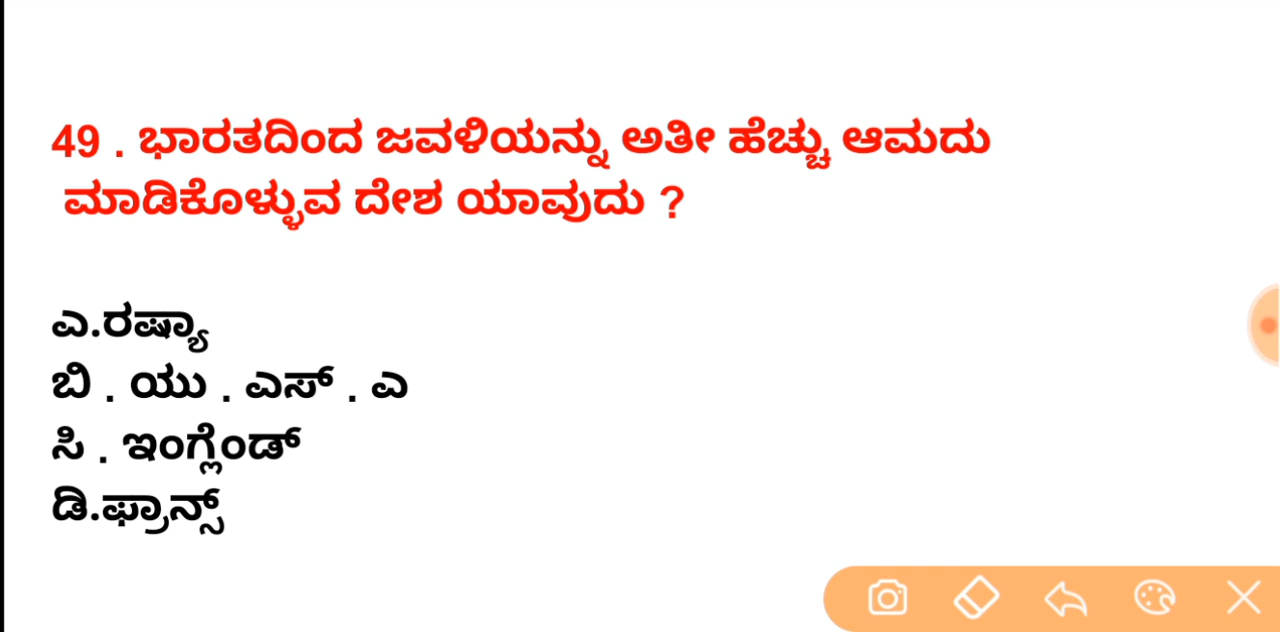 49 . ಭಾರತದಿಂದ ಜವಳಿಯನ್ನು ಅತೀ ಹೆಚ್ಚು ಆಮದು
ಮಾಡಿಕೊಳ್ಳುವ ದೇಶ ಯಾವುದು ?
ಎ.ರಷ್ಯಾ
ಬಿ . ಯು . ಎಸ್ . ಎ
ಸಿ . ಇಂಗ್ಲೆಂಡ್
ಡಿ.ಫ್ರಾನ್ಸ್